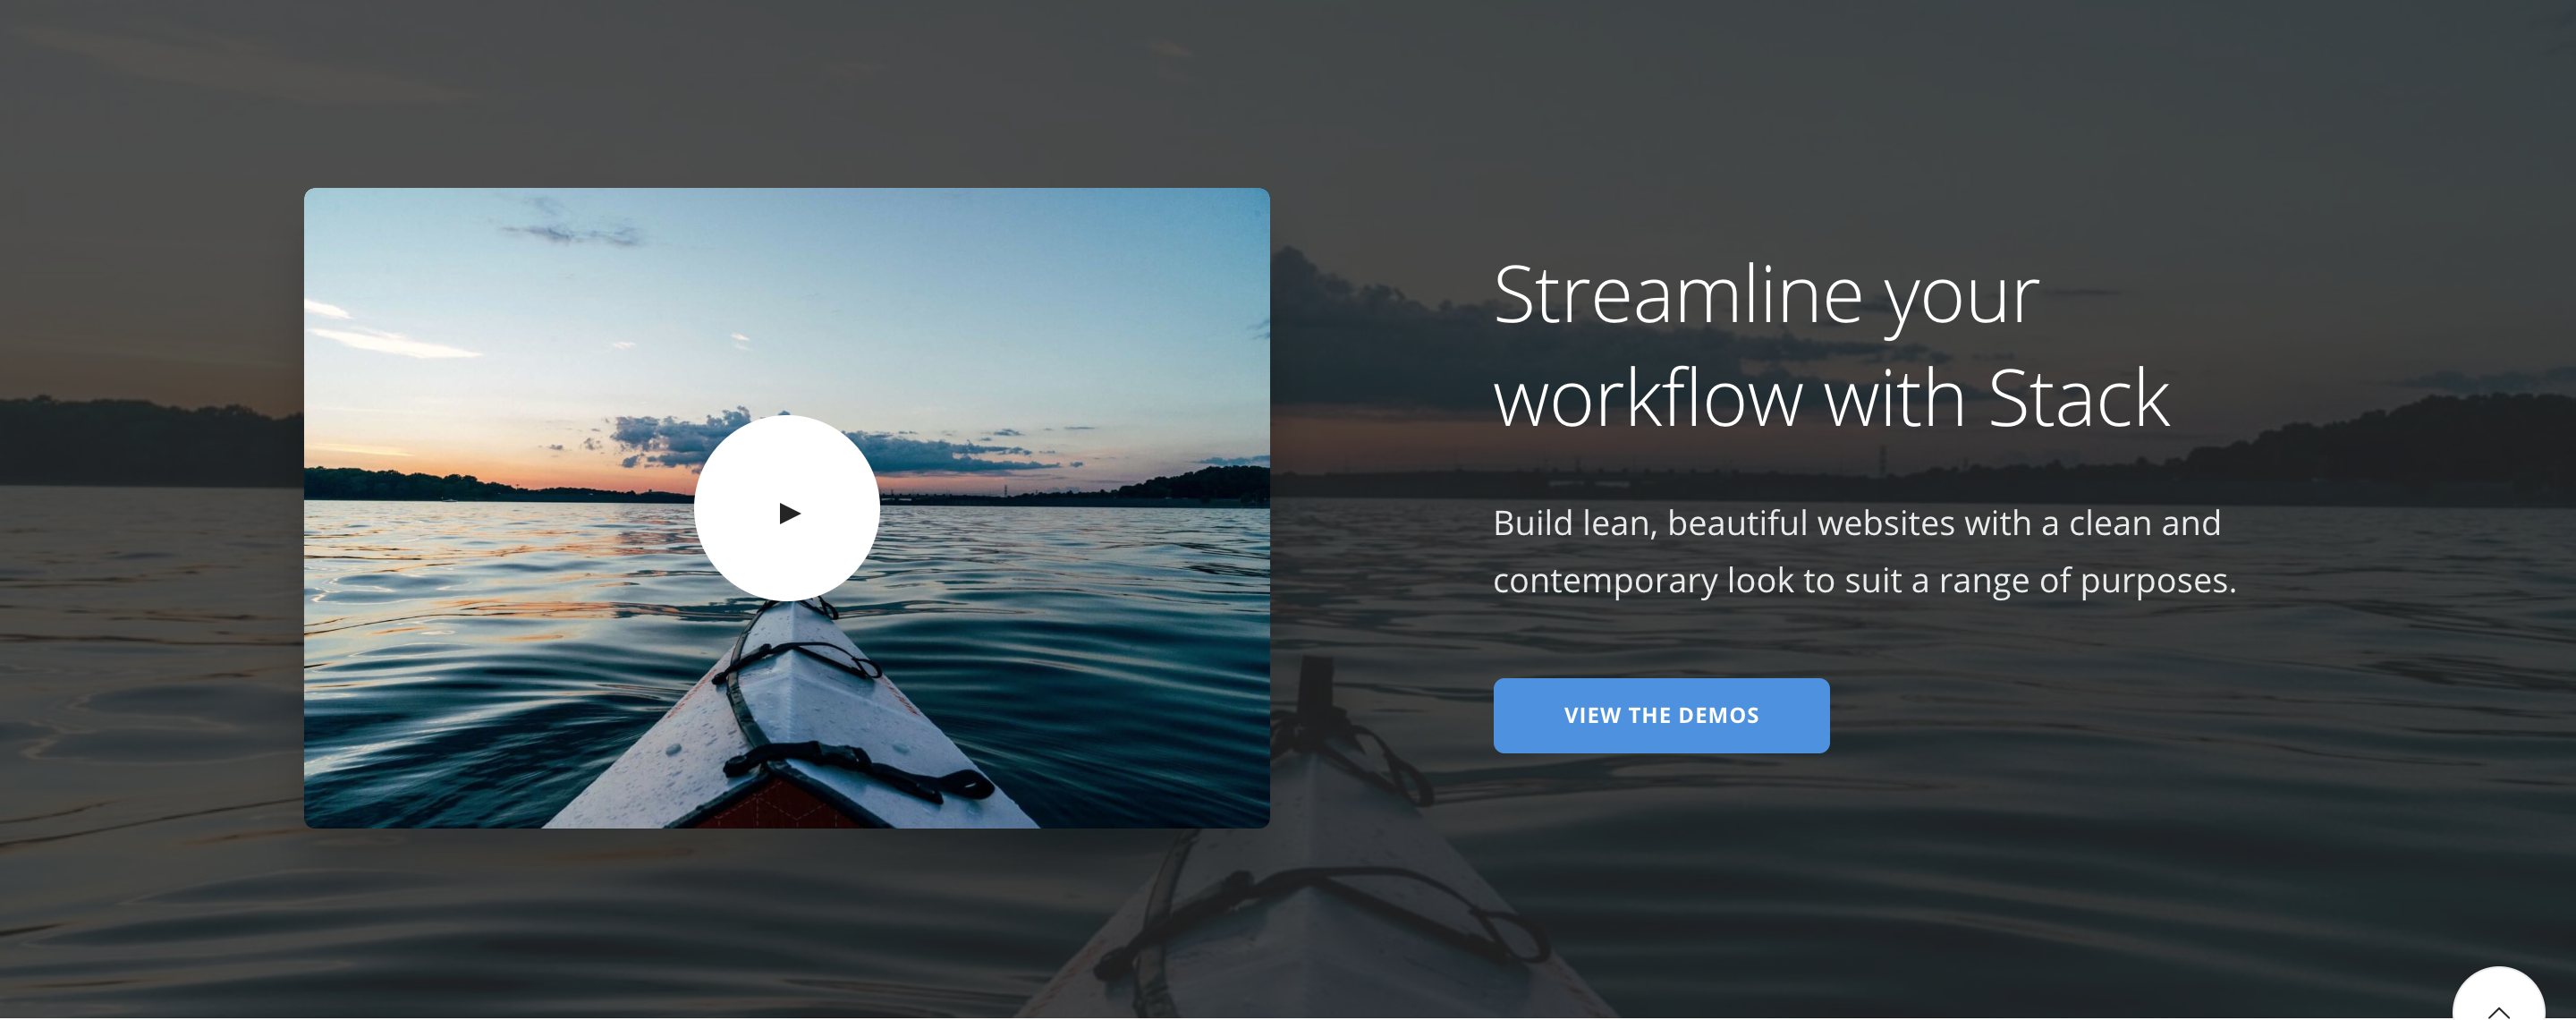 Streamline your
workflow with Stack
Build lean, beautiful websites with a clean and
contemporary look to suit a range of purposes.
VIEW THE DEMOS